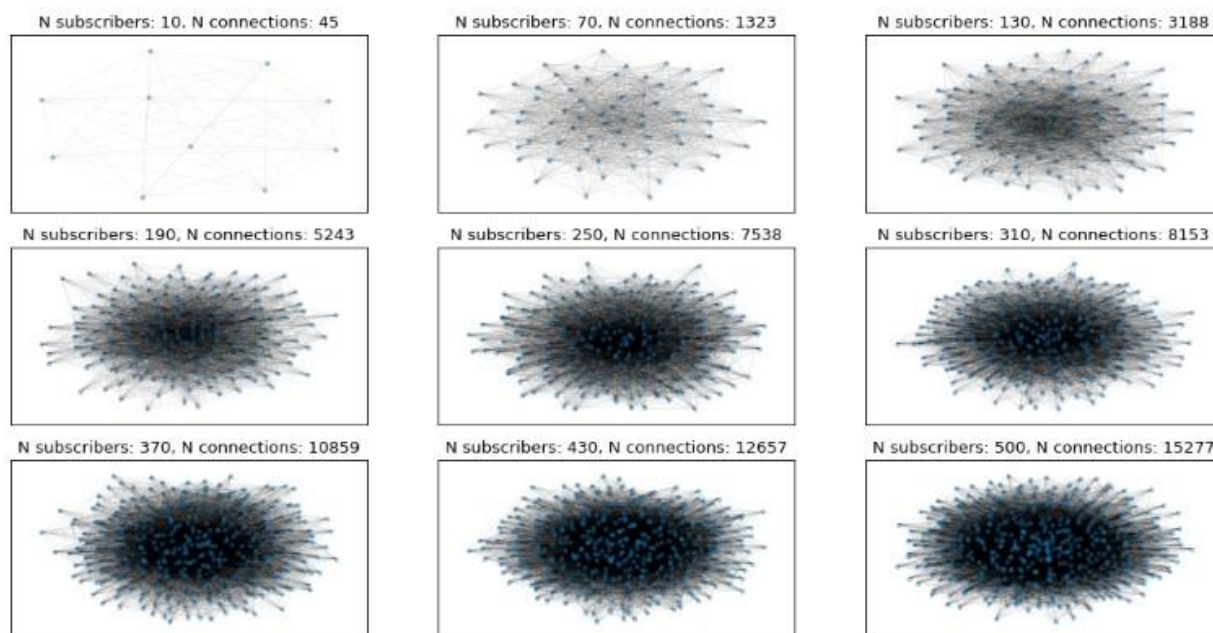 N subscribers: 10, N connections: 45
N subscribers: 70, N connections: 1323
N subscribers: 130, N connections: 3188
N subscribers: 190, N connections: 5243
N subscribers: 250, N connections: 7538
N subscribers: 310, N connections: 8153
N subscribers: 370, N connections: 10859
N subscribers: 430, N connections: 12657
N subscribers: 500, N connections: 15277